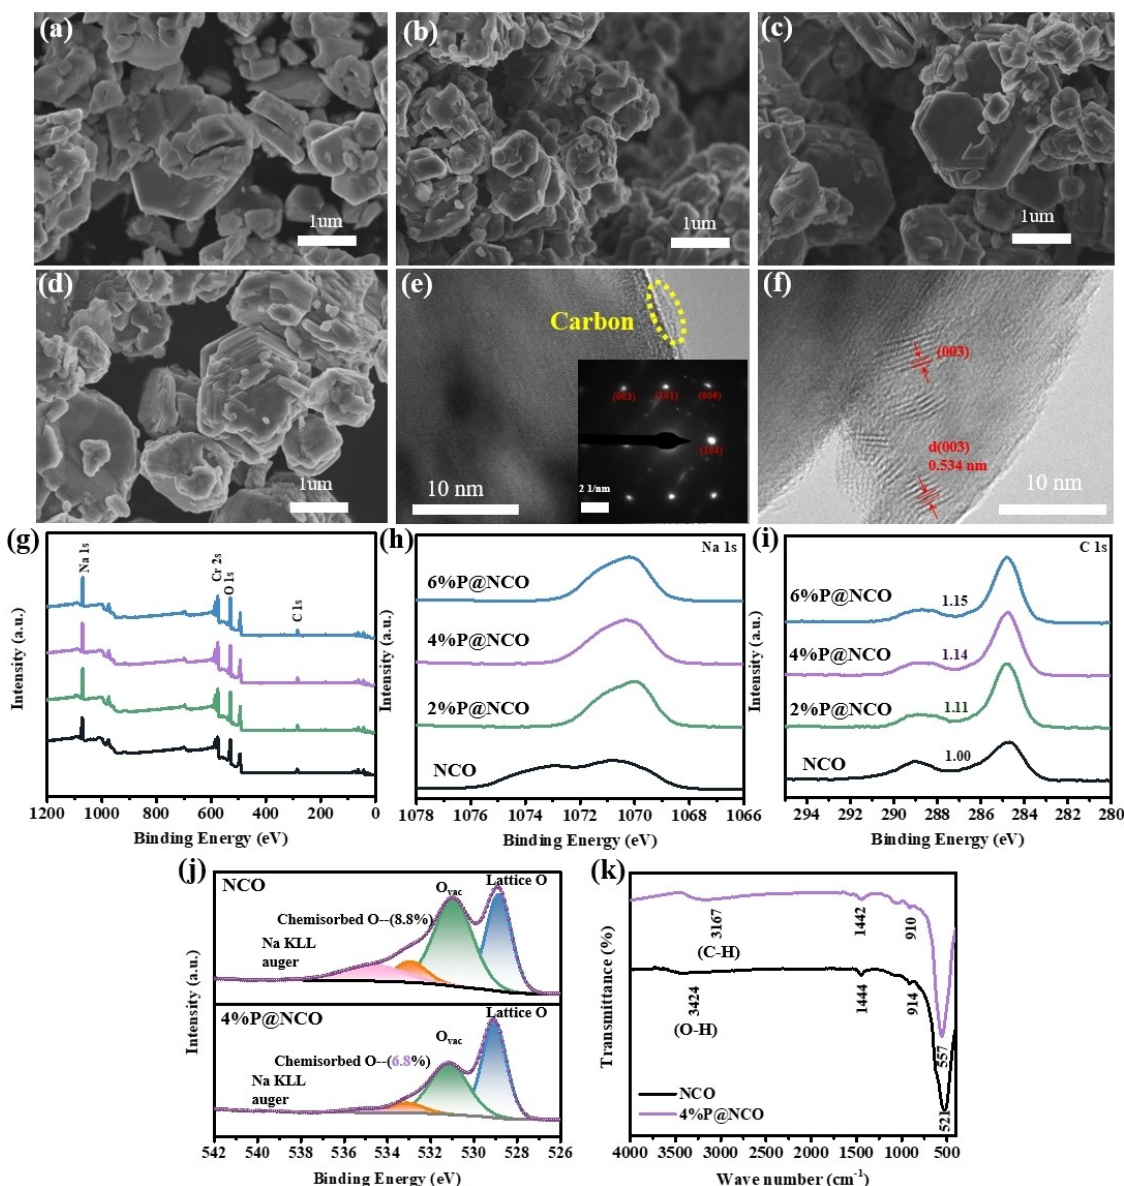 (a)
1um
(b)
1um
(c)
1um
(d)
1um
(e)
Carbon
(003)
(101)
(006)
(104)
10 nm
2 1/nm
(f)
(003)
d(003)
0.534 nm
10 nm
(g)
Na 1s
Cr 2s
O 1s
C 1s
Intensity (a.u.)
1200 1000 800 600 400 200 0
Binding Energy (eV)
(h)
Na 1s
6%P@NCO
4%P@NCO
2%P@NCO
NCO
Intensity (a.u.)
1078 1076 1074 1072 1070 1068 1066
Binding Energy (eV)
(i)
C 1s
6%P@NCO
1.15
4%P@NCO
1.14
2%P@NCO
1.11
NCO
1.00
Intensity (a.u.)
294 292 290 288 286 284 282 280
Binding Energy (eV)
(j)
NCO
Ovac
Lattice O
Chemisorbed O--(8.8%)
Na KLL
auger
4%P@NCO
Ovac
Lattice O
Chemisorbed O--(6.8%)
Na KLL
auger
Intensity (a.u.)
542 540 538 536 534 532 530 528 526
Binding Energy (eV)
(k)
3167
(C-H)
1442
910
557
3424
(O-H)
1444
914
521
NCO
4%P@NCO
Transmittance (%)
4000 3500 3000 2500 2000 1500 1000 500
Wave number (cm-1)